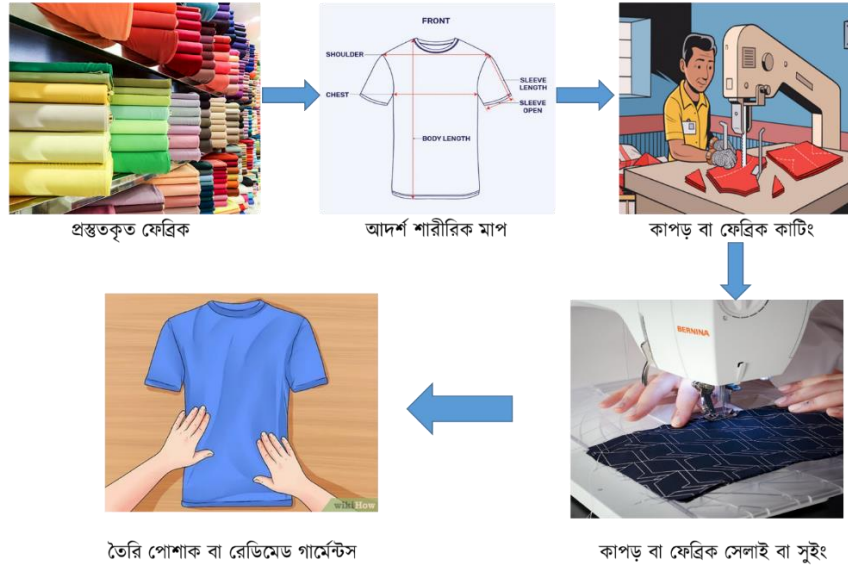 FRONT
SHOULDER
CHEST
SLEEVE
LENGTH
SLEEVE
OPEN
BODY LENGTH
প্রস্তুতকৃত ফেব্রিক
আদর্শ শারীরিক মাপ
কাপড় বা ফেব্রিক কাটিং
BERNINA
wikiHow
তৈরি পোশাক বা রেডিমেড গার্মেন্টস
কাপড় বা ফেব্রিক সেলাই বা সুইং